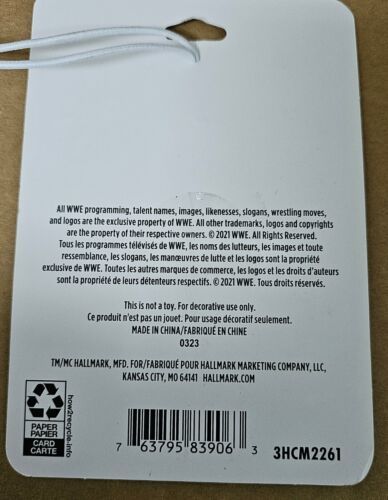 All WWE programming, talent names, images, likenesses, slogans, wrestling moves,
and logos are the exclusive property of WWE. All other trademarks, logos and copyrights
are the property of their respective owners. © 2021 WWE. All Rights Reserved.
Tous les programmes télévisés de WWE, les noms des lutteurs, les images et toute
ressemblance, les slogans, les manœuvres de lutte et les logos sont la propriété
exclusive de WWE. Toutes les autres marques de commerce, les logos et les droits d'auteurs
sont la propriété de leurs détenteurs respectifs. © 2021 WWE. Tous droits réservés.
This is not a toy. For decorative use only.
Ce produit n'est pas un jouet. Pour usage décoratif seulement.
MADE IN CHINA/FABRIQUÉ EN CHINE
0323
TM/MC HALLMARK, MFD. FOR/FABRIQUÉ POUR HALLMARK MARKETING COMPANY, LLC,
KANSAS CITY, MO 64141 HALLMARK.COM
PAPER
PAPIER
CARD
CARTE
how2recycle.info
7 63795 83906 3
3HCM2261